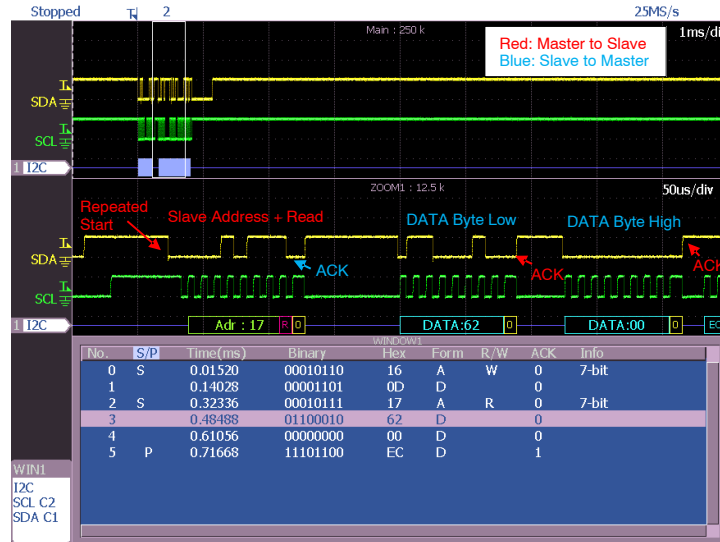 Stopped T 2 25MS/s
Main : 250 k 1ms/di
Red: Master to Slave
Blue: Slave to Master
T
SDA
T
SCL
1 I2C
ZOOM1 : 12.5 k 50us/div
Repeated
Start
Slave Address + Read
DATA Byte Low
DATA Byte High
T
SDA
ACK
ACK
ACK
T
SCL
1 I2C
Adr : 17 R 0 DATA:62 0 DATA:00 0 EC
WINDOW1
No. S/P Time(ms) Binary Hex Form R/W ACK Info
0 S 0.01520 00010110 16 A W 0 7-bit
1 0.14028 00001101 0D D 0
2 S 0.32336 00010111 17 A R 0 7-bit
3 0.48488 01100010 62 D 0
4 0.61056 00000000 00 D 0
5 P 0.71668 11101100 EC D 1
WIN1
I2C
SCL C2
SDA C1